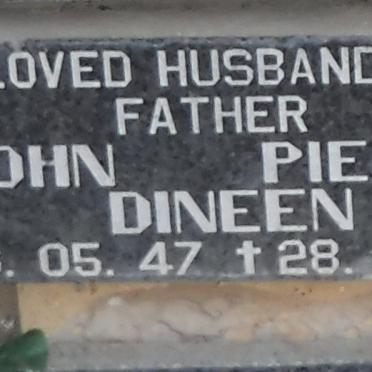 LOVED HUSBAND
FATHER
OHN PIE
DINEEN
. 05. 47 † 28.